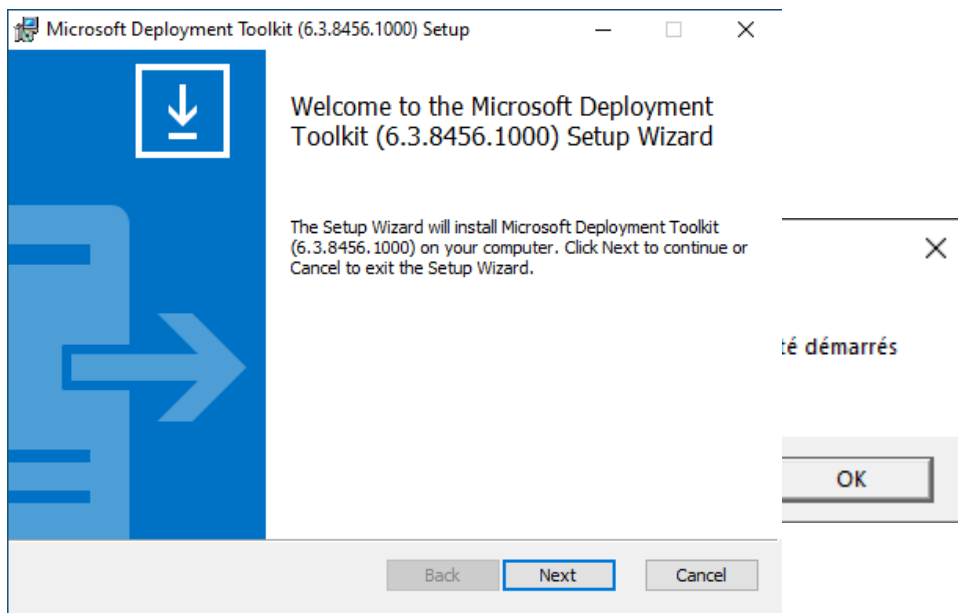 Microsoft Deployment Toolkit (6.3.8456.1000) Setup
Welcome to the Microsoft Deployment
Toolkit (6.3.8456.1000) Setup Wizard
The Setup Wizard will install Microsoft Deployment Toolkit
(6.3.8456.1000) on your computer. Click Next to continue or
Cancel to exit the Setup Wizard.
té démarrés
OK
Back
Next
Cancel